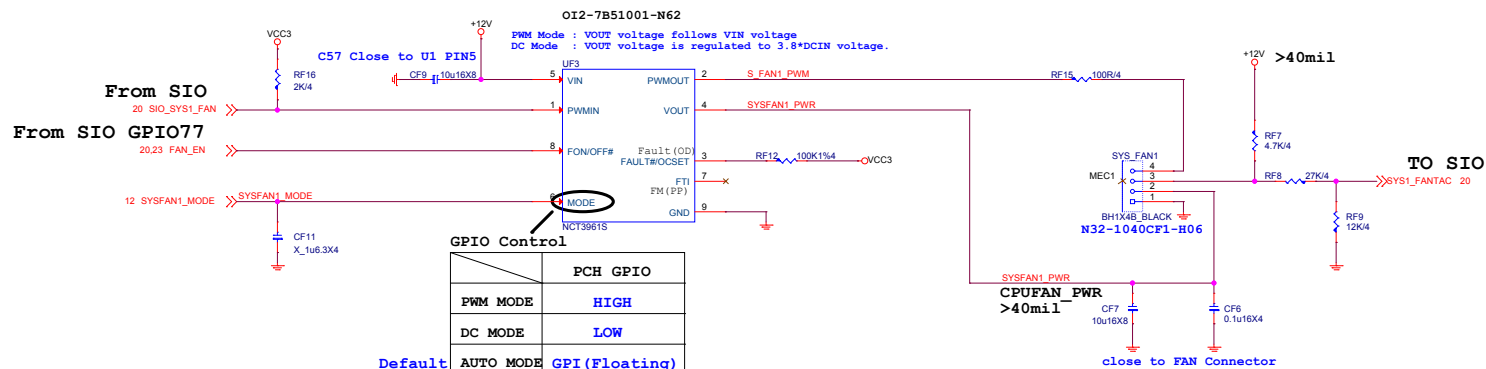 OI2-7B51001-N62
PWM Mode : VOUT voltage follows VIN voltage
DC Mode : VOUT voltage is regulated to 3.8*DCIN voltage.
VCC3
+12V
C57 Close to U1 PIN5
CF9 10u16X8
RF16
2K/4
UF3
5
VIN
PWMOUT
2
S_FAN1_PWM
RF15 100R/4
+12V
>40mil
From SIO
20 SIO_SYS1_FAN
1
PWMIN
VOUT
4
SYSFAN1_PWR
From SIO GPIO77
20,23 FAN_EN
8
FON/OFF#
Fault(OD)
FAULT#/OCSET
3
RF12 100K1%4
VCC3
FTI
7
FM(PP)
12 SYSFAN1_MODE
SYSFAN1_MODE
6
MODE
GND
9
NCT3961S
CF11
X_1u6.3X4
RF7
4.7K/4
SYS_FAN1
MEC1
4
3
2
1
BH1X4B_BLACK
N32-1040CF1-H06
RF8 27K/4
TO SIO
SYS1_FANTAC 20
RF9
12K/4
GPIO Control
PCH GPIO
PWM MODE HIGH
DC MODE LOW
Default AUTO MODE GPI(Floating)
SYSFAN1_PWR
CPUFAN_PWR
>40mil
CF7
10u16X8
CF6
0.1u16X4
close to FAN Connector